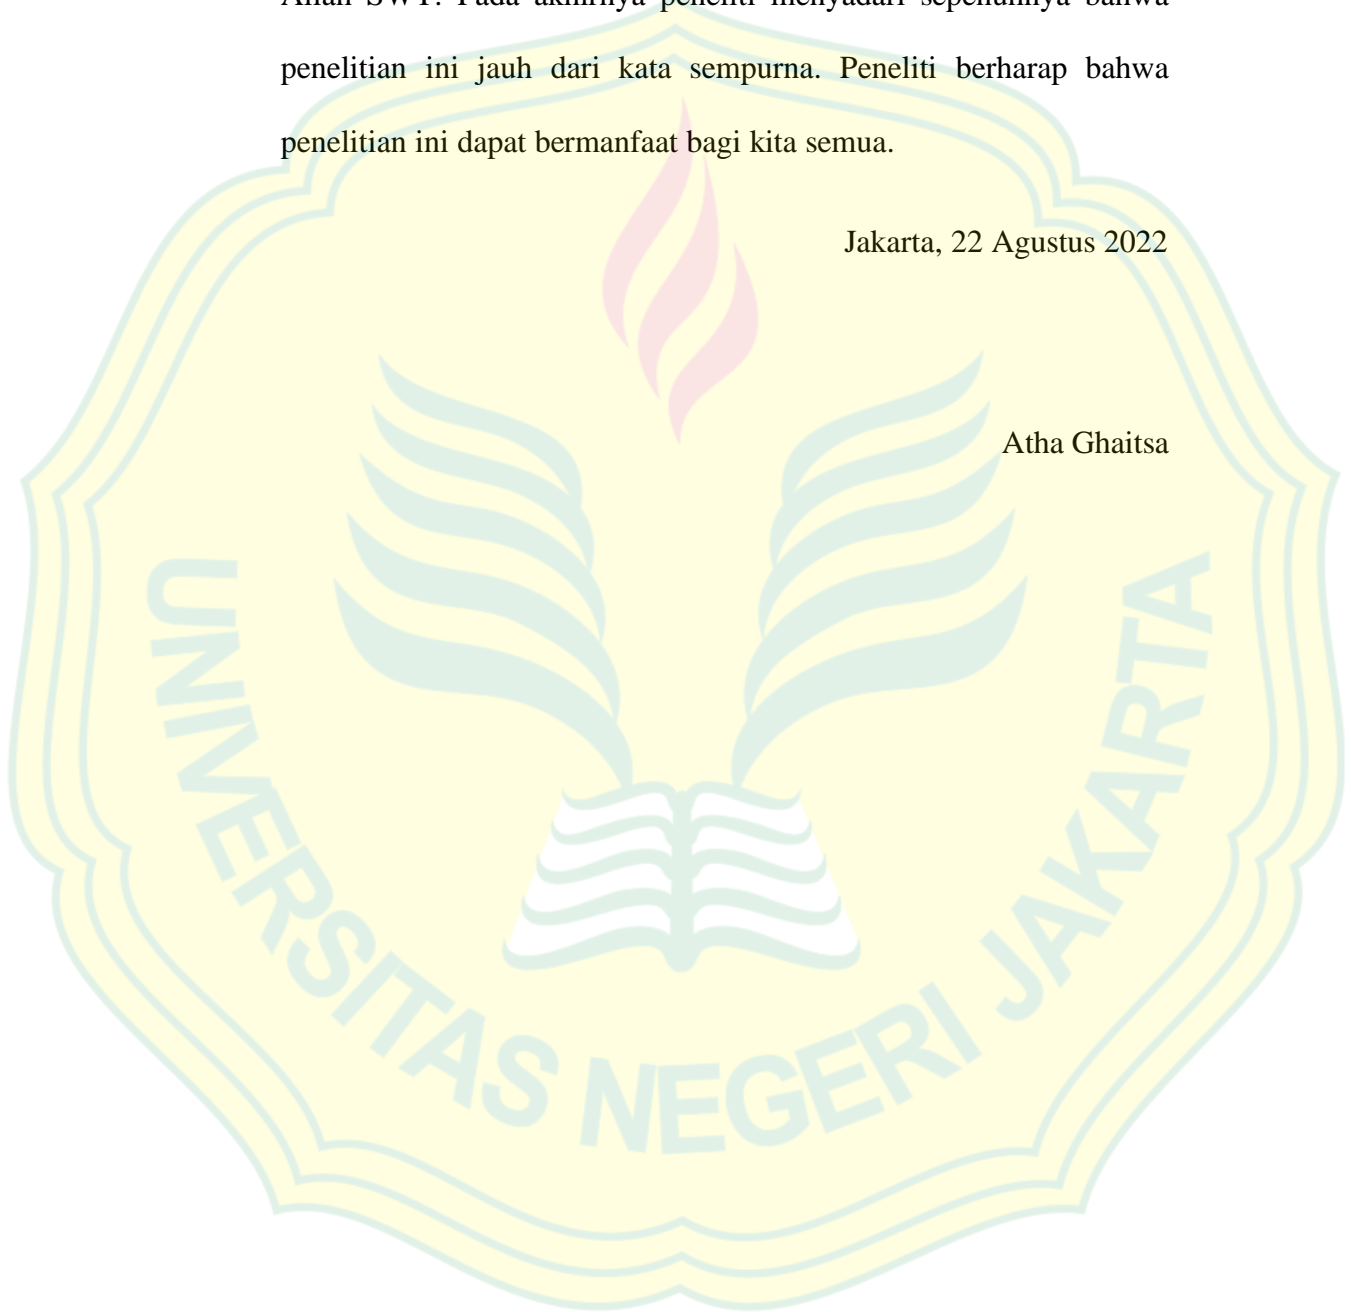 Allah SWT. Pada akhirnya peneliti menyadari sepenuhnya bahwa
penelitian ini jauh dari kata sempurna. Peneliti berharap bahwa
penelitian ini dapat bermanfaat bagi kita semua.
Jakarta, 22 Agustus 2022
Atha Ghaitsa
UNIVERSITAS NEGERI JAKARTA